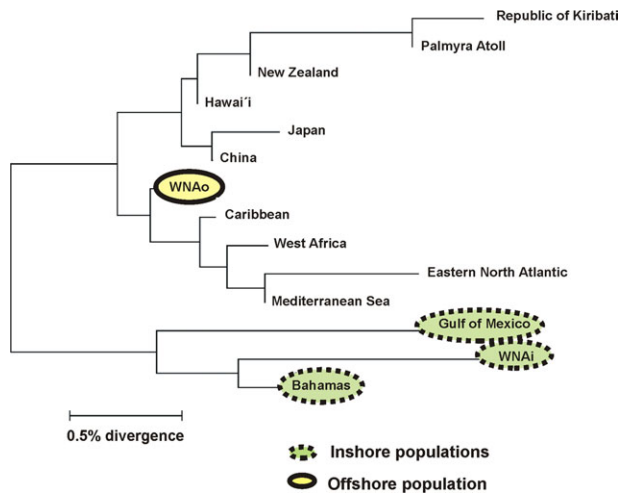 Republic of Kiribati
Palmyra Atoll
New Zealand
Hawai´i
Japan
China
WNAo
Caribbean
West Africa
Eastern North Atlantic
Mediterranean Sea
Gulf of Mexico
WNAi
Bahamas
0.5% divergence
Inshore populations
Offshore population